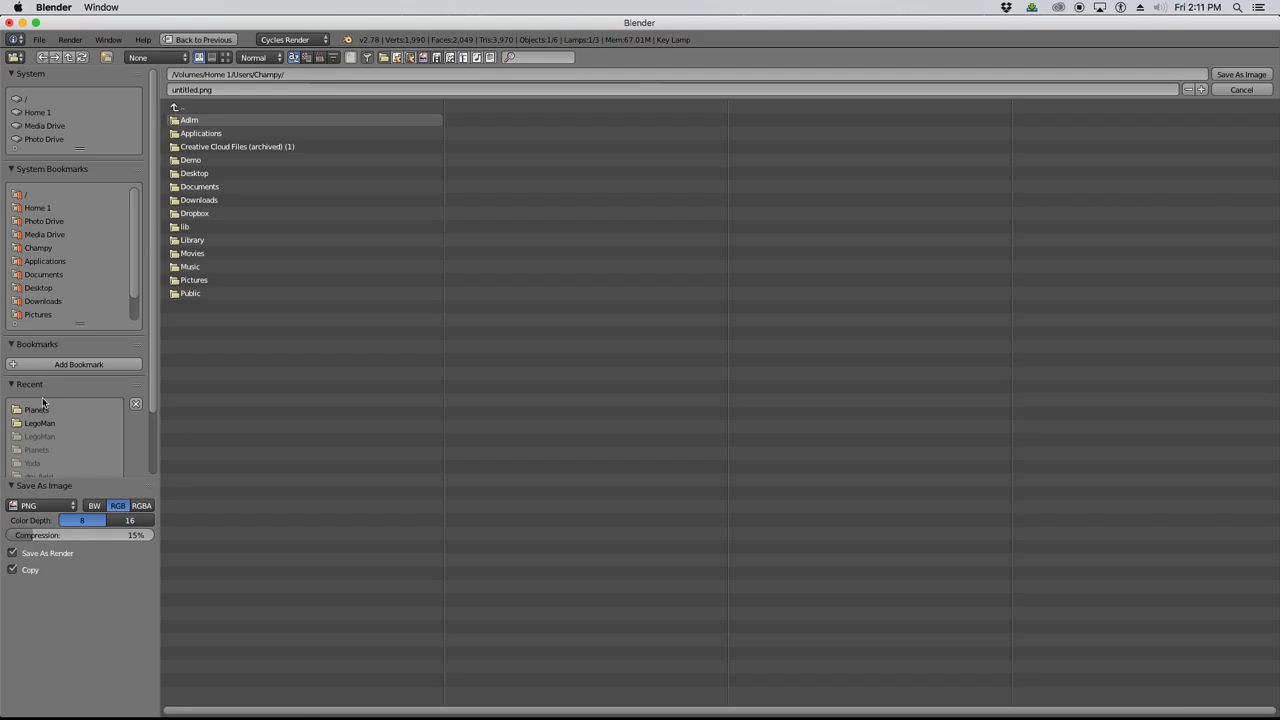 Blender Window Fri 2:11 PM
Blender
File Render Window Help Back to Previous Cycles Render v2.78 | Verts:1,990 | Faces:2,049 | Tris:3,970 | Objects:1/6 | Lamps:1/3 | Mem:67.01M | Key Lamp
None Normal
System
/
Home 1
Media Drive
Photo Drive
System Bookmarks
/
Home 1
Photo Drive
Media Drive
Champy
Applications
Documents
Desktop
Downloads
Pictures
Bookmarks
Add Bookmark
Recent
Planets
LegoMan
LegoMan
Planets
Yoda
Save As Image
PNG BW RGB RGBA
Color Depth: 8 16
Compression: 15%
Save As Render
Copy
/Volumes/Home 1/Users/Champy/ Save As Image
untitled.png Cancel
..
Adlm
Applications
Creative Cloud Files (archived) (1)
Demo
Desktop
Documents
Downloads
Dropbox
lib
Library
Movies
Music
Pictures
Public